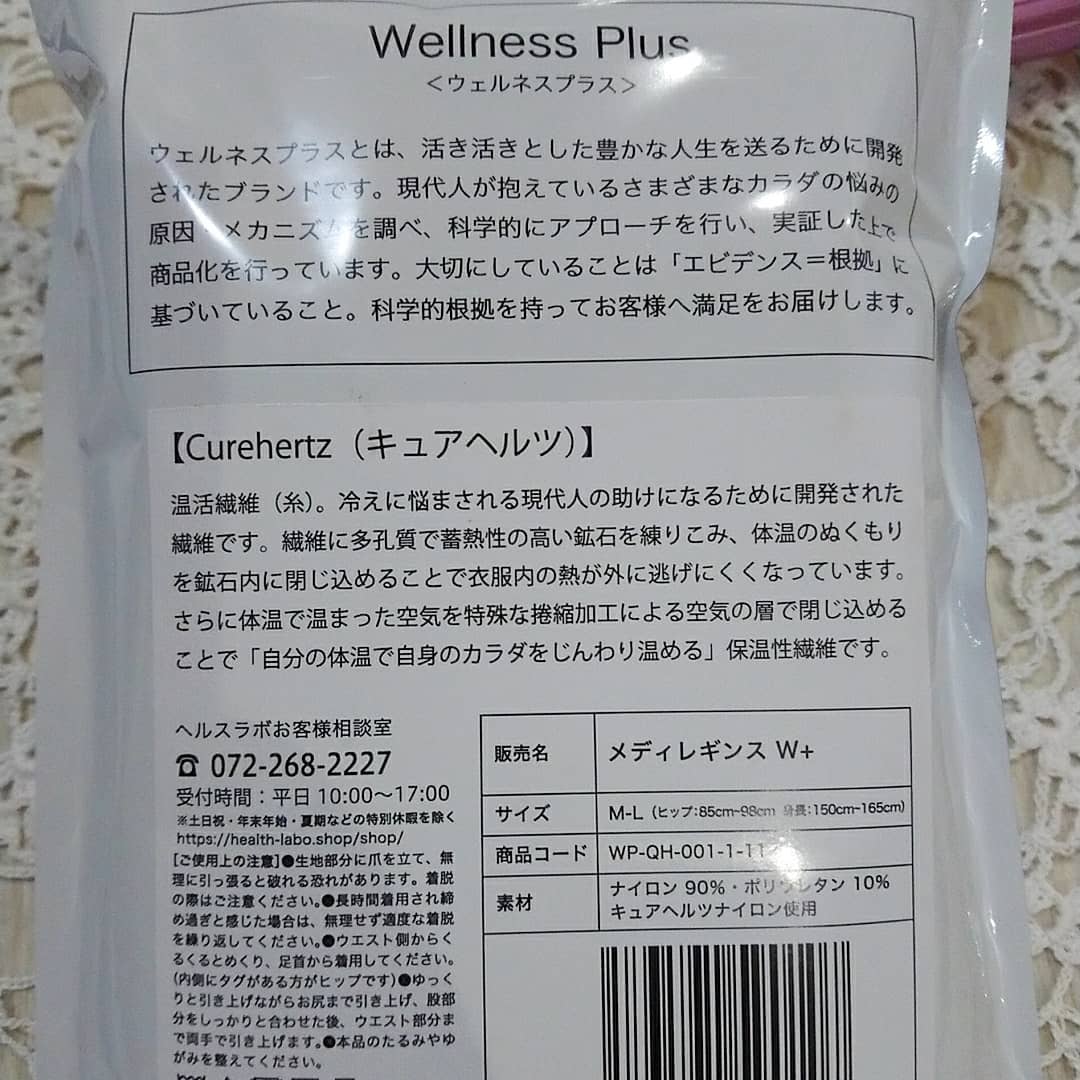 Wellness Plus
＜ウェルネスプラス＞
ウェルネスプラスとは、活き活きとした豊かな人生を送るために開発
されたブランドです。現代人が抱えているさまざまなカラダの悩みの
原因・メカニズムを調べ、科学的にアプローチを行い、実証した上で
商品化を行っています。大切にしていることは「エビデンス＝根拠」に
基づいていること。科学的根拠を持ってお客様へ満足をお届けします。
【Curehertz（キュアヘルツ）】
温活繊維（糸）。冷えに悩まされる現代人の助けになるために開発された
繊維です。繊維に多孔質で蓄熱性の高い鉱石を練りこみ、体温のぬくもり
を鉱石内に閉じ込めることで衣服内の熱が外に逃げにくくなっています。
さらに体温で温まった空気を特殊な捲縮加工による空気の層で閉じ込める
ことで「自分の体温で自身のカラダをじんわり温める」保温性繊維です。
ヘルスラボお客様相談室
☎ 072-268-2227
受付時間：平日 10:00～17:00
※土日祝・年末年始・夏期などの特別休暇を除く
https://health-labo.shop/shop/
[ご使用上の注意]●生地部分に爪を立て、無
理に引っ張ると破れる恐れがあります。着脱
の際はご注意ください。●長時間着用され締
め過ぎと感じた場合は、無理せず適度な着脱
を繰り返してください。●ウエスト側からく
るくるとめくり、足首から着用してください。
(内側にタグがある方がヒップです)●ゆっく
りと引き上げながらお尻まで引き上げ、股部
分をしっかりと合わせた後、ウエスト部分ま
で両手で引き上げます。●本品のたるみやゆ
がみを整えてください。
販売名 メディレギンス W+
サイズ M-L（ヒップ:85cm~98cm 身長:150cm~165cm）
商品コード WP-QH-001-1-11
素材 ナイロン 90%・ポリウレタン 10%
キュアヘルツナイロン使用